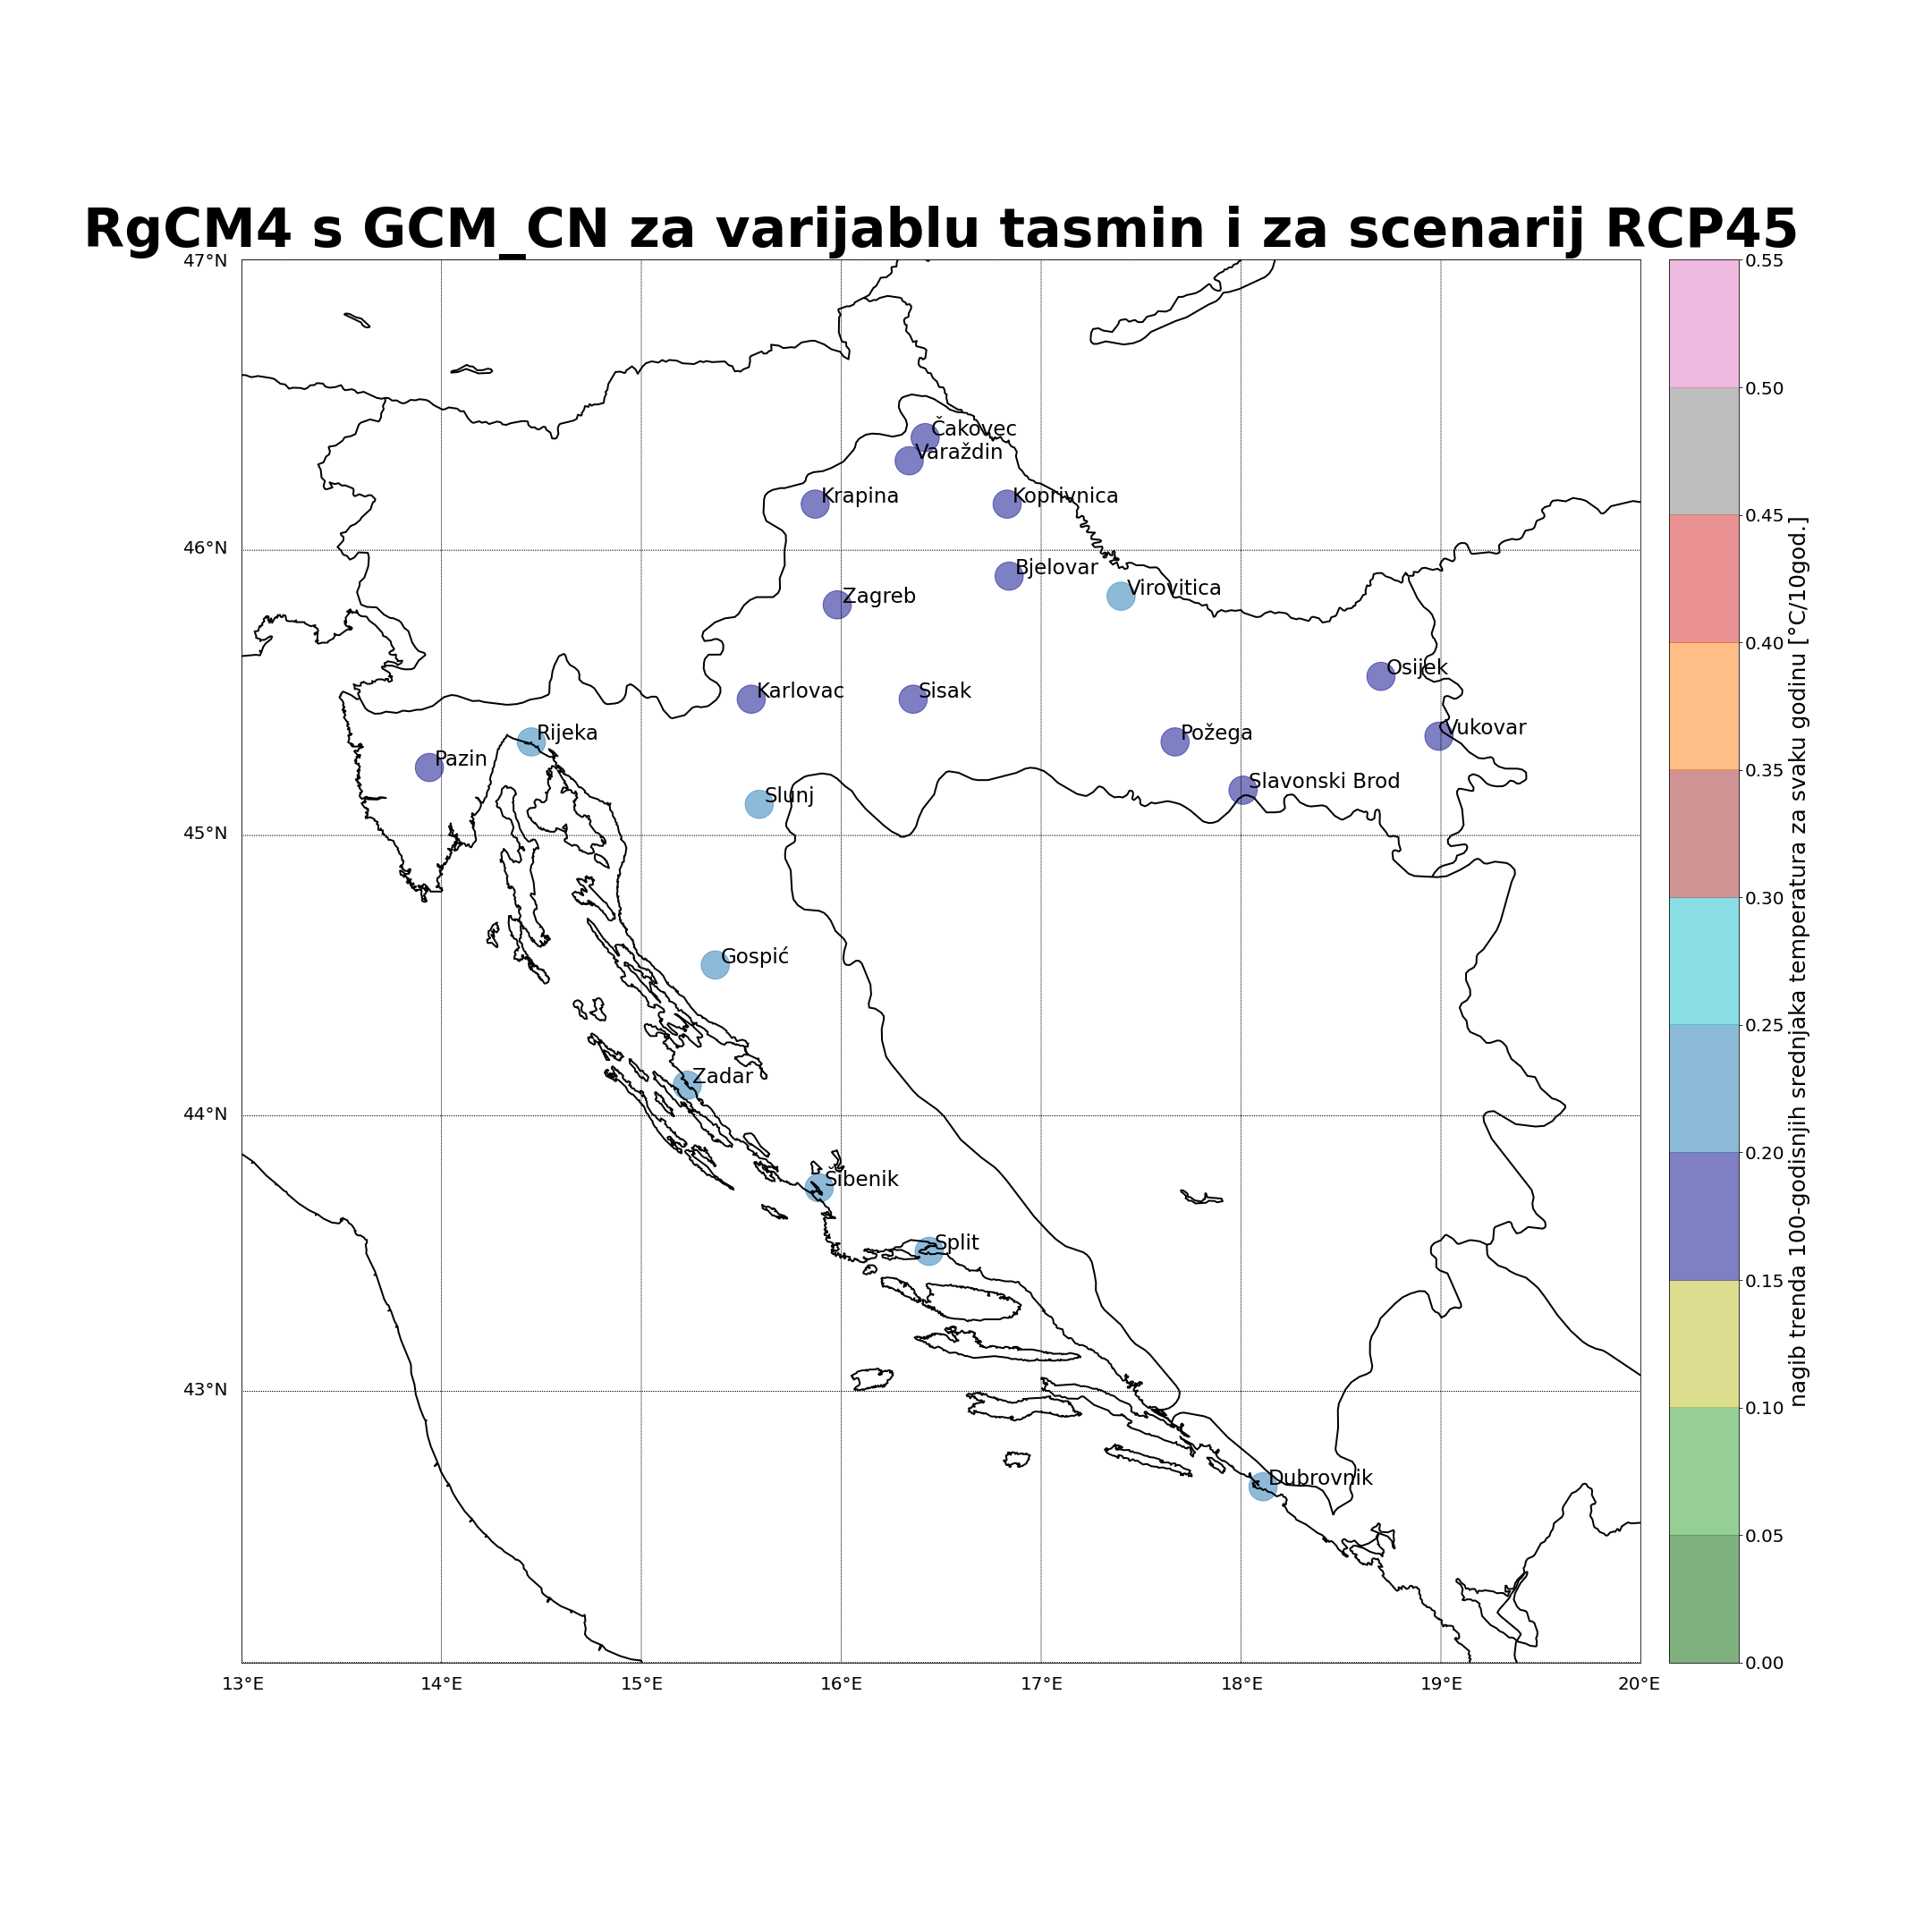 RgCM4 s GCM_CN za varijablu tasmin i za scenarij RCP45
47°N
46°N
45°N
44°N
43°N
13°E
14°E
15°E
16°E
17°E
18°E
19°E
20°E
Čakovec
Varaždin
Krapina
Koprivnica
Bjelovar
Zagreb
Virovitica
Osijek
Karlovac
Sisak
Vukovar
Rijeka
Požega
Pazin
Slavonski Brod
Slunj
Gospić
Zadar
Šibenik
Split
Dubrovnik
0.55
0.50
0.45
0.40
0.35
0.30
0.25
0.20
0.15
0.10
0.05
0.00
nagib trenda 100-godisnjih srednjaka temperatura za svaku godinu [°C/10god.]